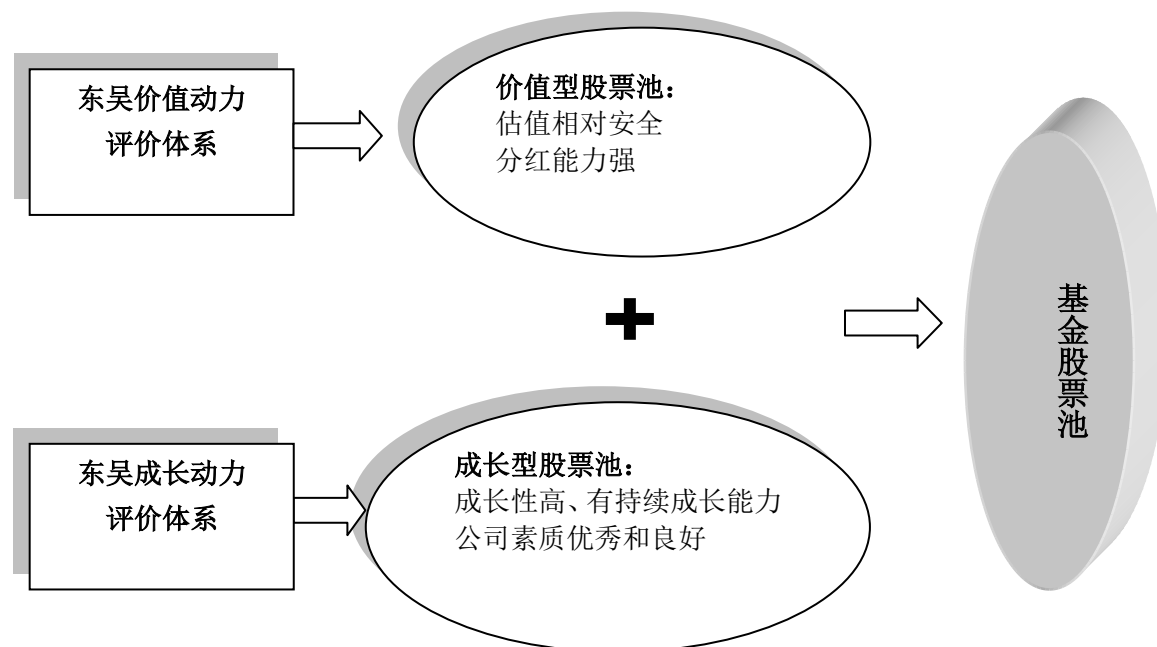 东吴价值动力
评价体系
价值型股票池：
估值相对安全
分红能力强
东吴成长动力
评价体系
成长型股票池：
成长性高、有持续成长能力
公司素质优秀和良好
基金股票池